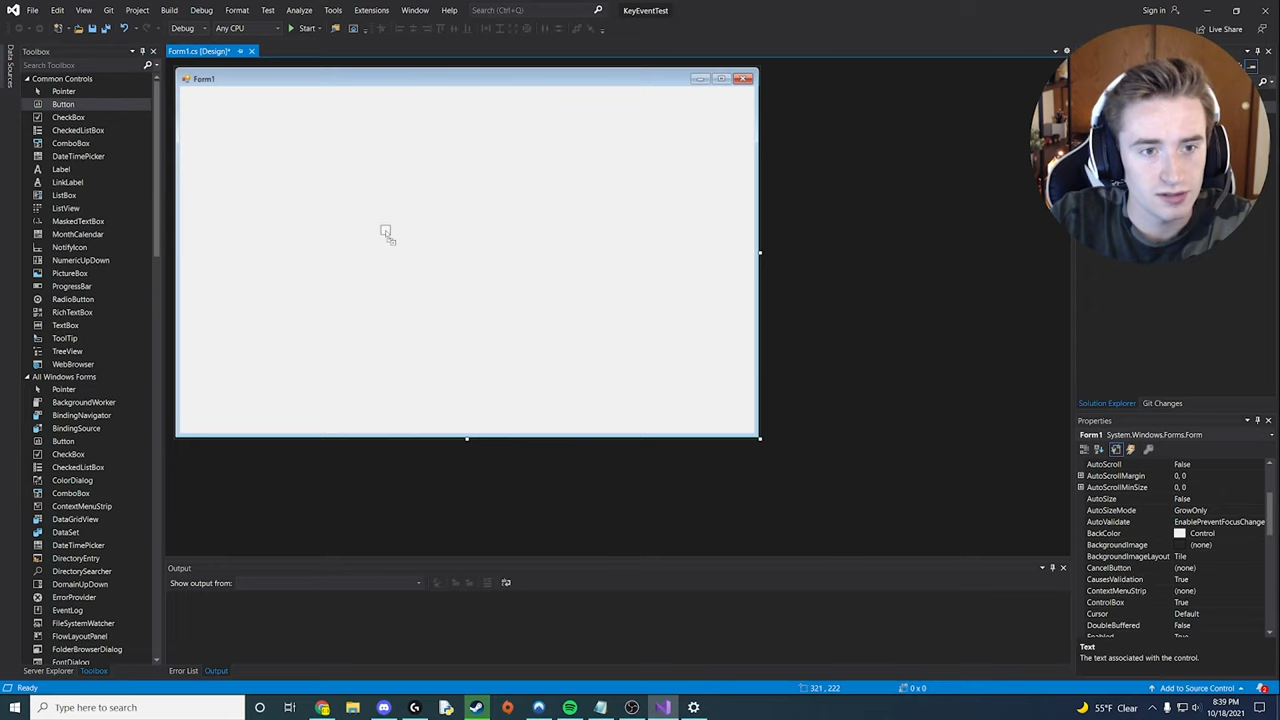 File Edit View Git Project Build Debug Format Test Analyze Tools Extensions Window Help Search (Ctrl+Q) KeyEventTest Sign in
Debug Any CPU Start Live Share
Data Sources
Toolbox
Form1.cs [Design]*
Search Toolbox
Common Controls
Pointer
Button
CheckBox
CheckedListBox
ComboBox
DateTimePicker
Label
LinkLabel
ListBox
ListView
MaskedTextBox
MonthCalendar
NotifyIcon
NumericUpDown
PictureBox
ProgressBar
RadioButton
RichTextBox
TextBox
ToolTip
TreeView
WebBrowser
All Windows Forms
Pointer
BackgroundWorker
BindingNavigator
BindingSource
Button
CheckBox
CheckedListBox
ColorDialog
ComboBox
ContextMenuStrip
DataGridView
DataSet
DateTimePicker
DirectoryEntry
DirectorySearcher
DomainUpDown
ErrorProvider
EventLog
FileSystemWatcher
FlowLayoutPanel
FolderBrowserDialog
FontDialog
Server Explorer Toolbox
Form1
Output
Show output from:
Error List Output
Solution Explorer Git Changes
Properties
Form1 System.Windows.Forms.Form
AutoScroll False
AutoScrollMargin 0, 0
AutoScrollMinSize 0, 0
AutoSize False
AutoSizeMode GrowOnly
AutoValidate EnablePreventFocusChange
BackColor Control
BackgroundImage (none)
BackgroundImageLayout Tile
CancelButton (none)
CausesValidation True
ContextMenuStrip (none)
ControlBox True
Cursor Default
DoubleBuffered False
Enabled True
Text
The text associated with the control.
Ready 321 , 222 0 x 0 Add to Source Control 2
Type here to search
55°F Clear
8:39 PM
10/18/2021